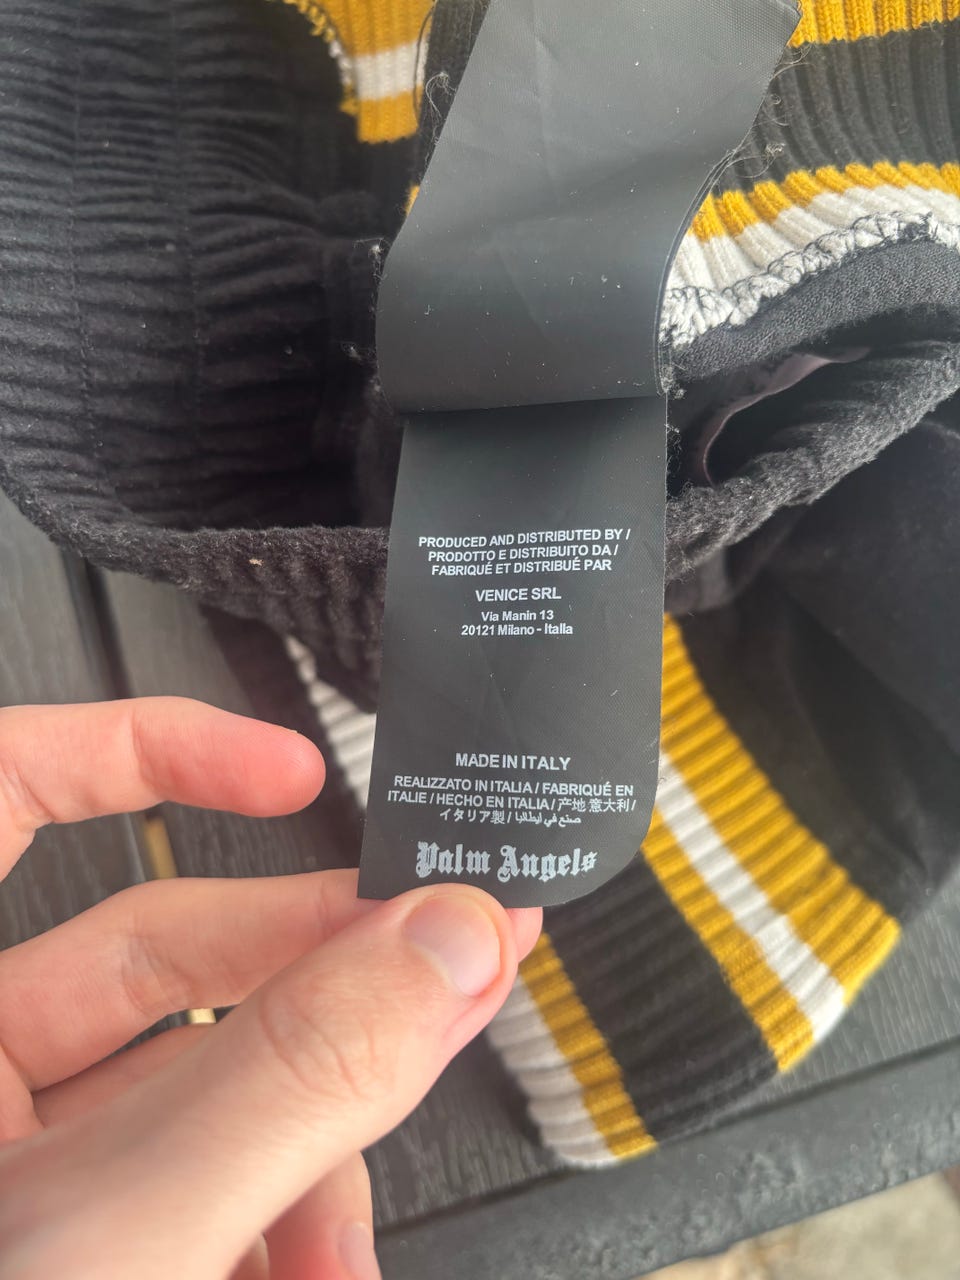 PRODUCED AND DISTRIBUTED BY /
PRODOTTO E DISTRIBUITO DA /
FABRIQUÉ ET DISTRIBUÉ PAR
VENICE SRL
Via Manin 13
20121 Milano - Italia
MADE IN ITALY
REALIZZATO IN ITALIA / FABRIQUÉ EN
ITALIE / HECHO EN ITALIA / 产地 意大利 /
イタリア製 / صنع في ايطاليا
Palm Angels